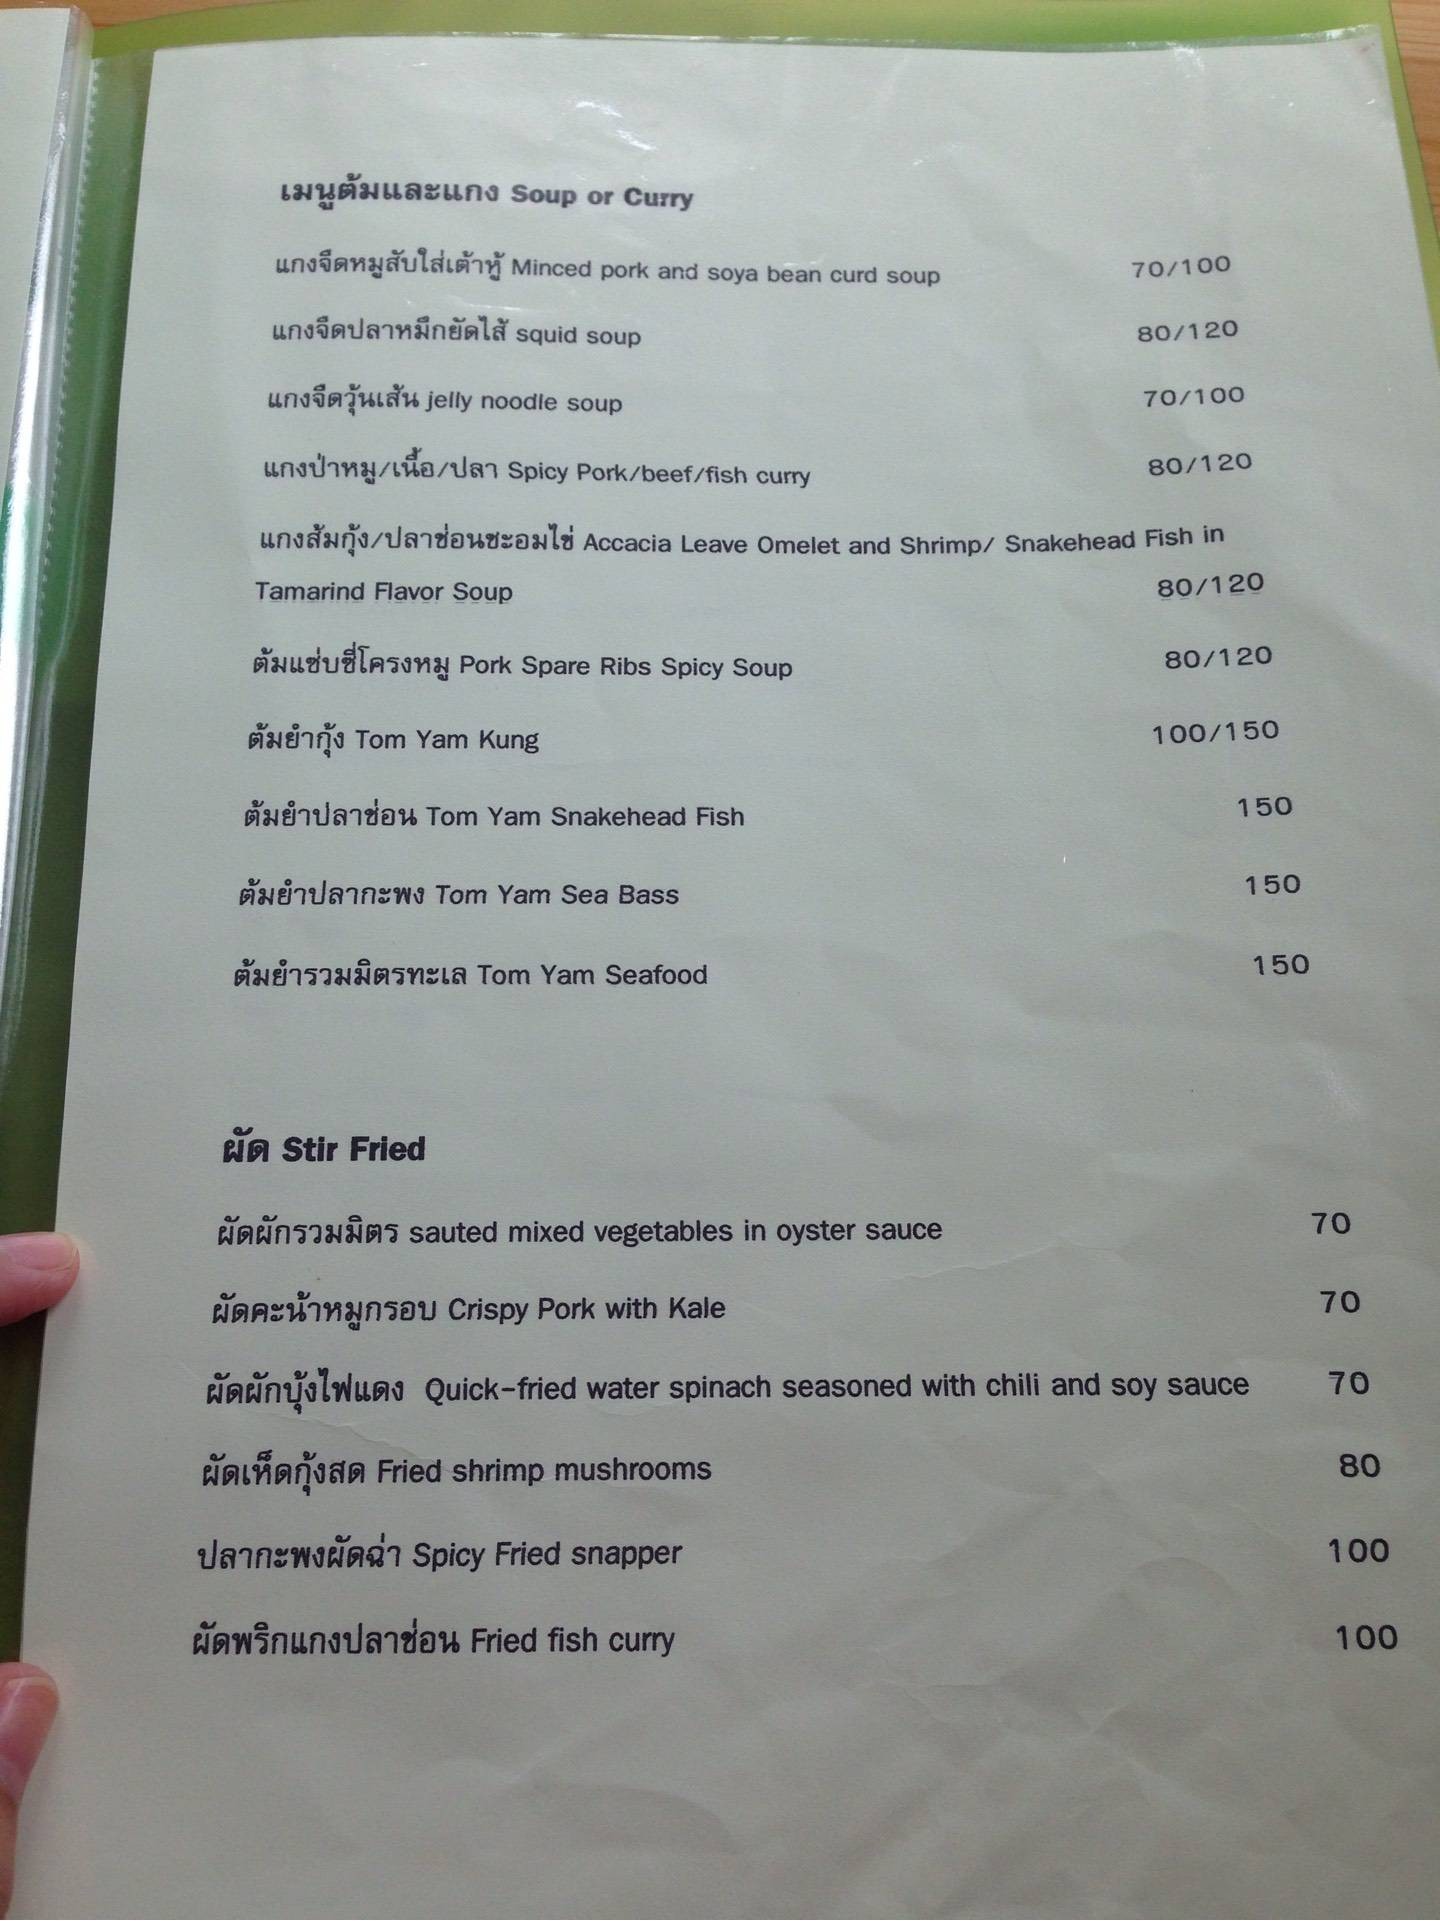 เมนูต้มและแกง Soup or Curry
แกงจืดหมูสับใส่เต้าหู้ Minced pork and soya bean curd soup 70/100
แกงจืดปลาหมึกยัดไส้ squid soup 80/120
แกงจืดวุ้นเส้น jelly noodle soup 70/100
แกงป่าหมู/เนื้อ/ปลา Spicy Pork/beef/fish curry 80/120
แกงส้มกุ้ง/ปลาช่อนชะอมไข่ Accacia Leave Omelet and Shrimp/ Snakehead Fish in
Tamarind Flavor Soup 80/120
ต้มแซ่บซี่โครงหมู Pork Spare Ribs Spicy Soup 80/120
ต้มยำกุ้ง Tom Yam Kung 100/150
ต้มยำปลาช่อน Tom Yam Snakehead Fish 150
ต้มยำปลากะพง Tom Yam Sea Bass 150
ต้มยำรวมมิตรทะเล Tom Yam Seafood 150
ผัด Stir Fried
ผัดผักรวมมิตร sauted mixed vegetables in oyster sauce 70
ผัดคะน้าหมูกรอบ Crispy Pork with Kale 70
ผัดผักบุ้งไฟแดง Quick-fried water spinach seasoned with chili and soy sauce 70
ผัดเห็ดกุ้งสด Fried shrimp mushrooms 80
ปลากะพงผัดฉ่า Spicy Fried snapper 100
ผัดพริกแกงปลาช่อน Fried fish curry 100